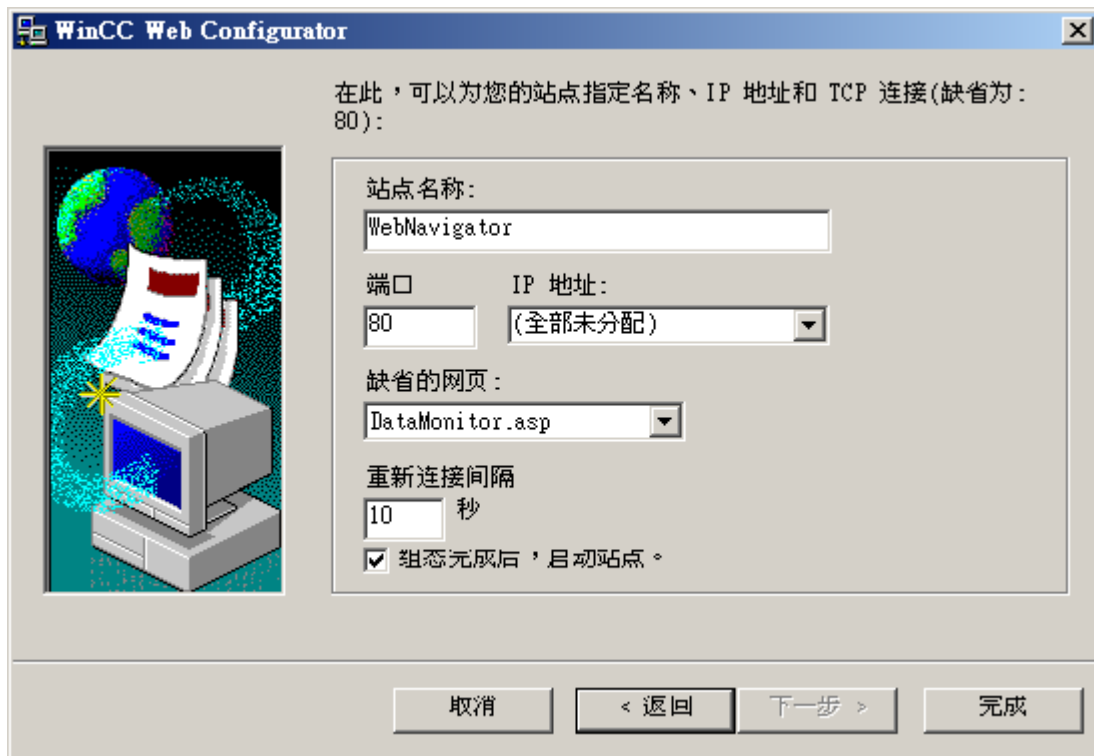 WinCC Web Configurator
在此，可以为您的站点指定名称、IP 地址和 TCP 连接(缺省为:
80):
站点名称:
WebNavigator
端口 IP 地址:
80 (全部未分配)
缺省的网页:
DataMonitor.asp
重新连接间隔
10 秒
组态完成后，启动站点。
取消 < 返回 下一步 > 完成